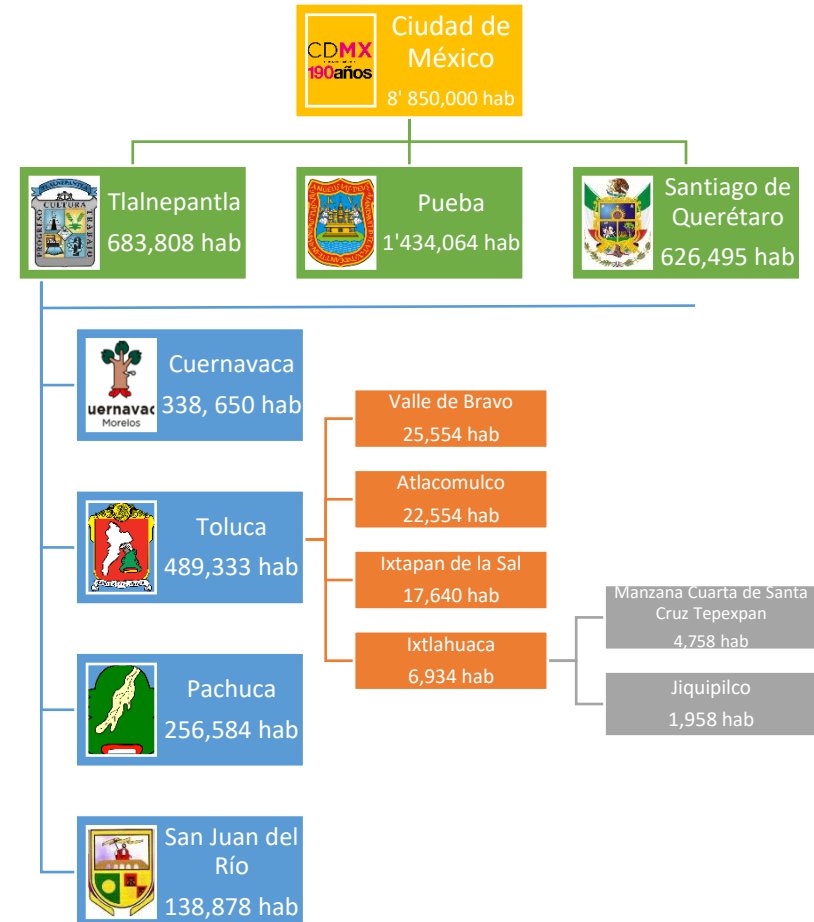 CDMX
190años
Ciudad de
México
8' 850,000 hab
TLALNEPANTLA
CULTURA
PROGRESO
TRABAJO
Tlalnepantla
683,808 hab
Pueba
1'434,064 hab
Santiago de
Querétaro
626,495 hab
uernavac
Morelos
Cuernavaca
338, 650 hab
Toluca
489,333 hab
Pachuca
256,584 hab
San Juan del
Río
138,878 hab
Valle de Bravo
25,554 hab
Atlacomulco
22,554 hab
Ixtapan de la Sal
17,640 hab
Ixtlahuaca
6,934 hab
Manzana Cuarta de Santa
Cruz Tepexpan
4,758 hab
Jiquipilco
1,958 hab